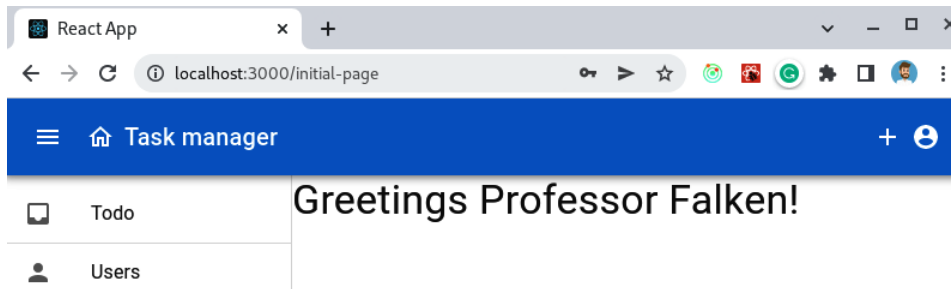 React App
localhost:3000/initial-page
G
Task manager
Todo
Greetings Professor Falken!
Users